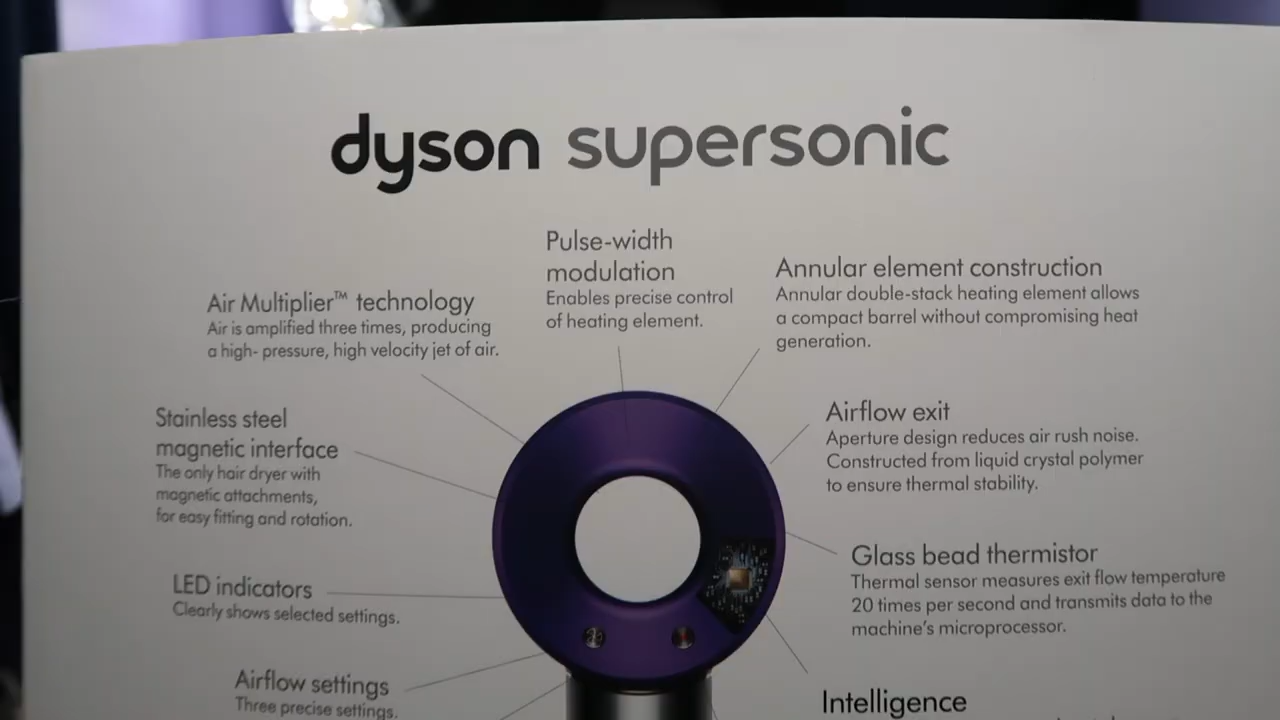 dyson supersonic
Pulse-width
modulation
Enables precise control
of heating element.
Annular element construction
Annular double-stack heating element allows
a compact barrel without compromising heat
generation.
Air Multiplier™ technology
Air is amplified three times, producing
a high- pressure, high velocity jet of air.
Stainless steel
magnetic interface
The only hair dryer with
magnetic attachments,
for easy fitting and rotation.
Airflow exit
Aperture design reduces air rush noise.
Constructed from liquid crystal polymer
to ensure thermal stability.
Glass bead thermistor
Thermal sensor measures exit flow temperature
20 times per second and transmits data to the
machine's microprocessor.
LED indicators
Clearly shows selected settings.
Airflow settings
Three precise settings.
Intelligence